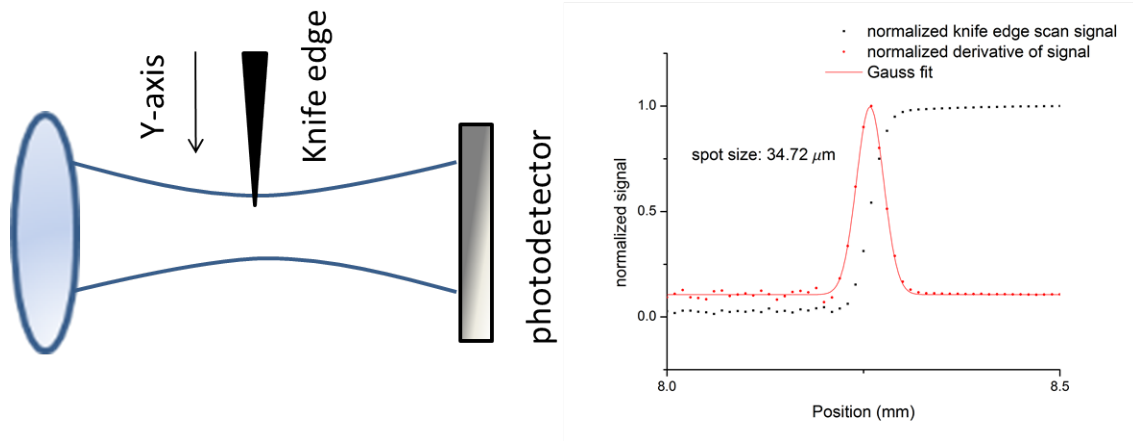 Y-axis
Knife edge
photodetector
normalized knife edge scan signal
normalized derivative of signal
Gauss fit
spot size: 34.72 μm
normalized signal
1.0
0.5
0.0
8.0
8.5
Position (mm)